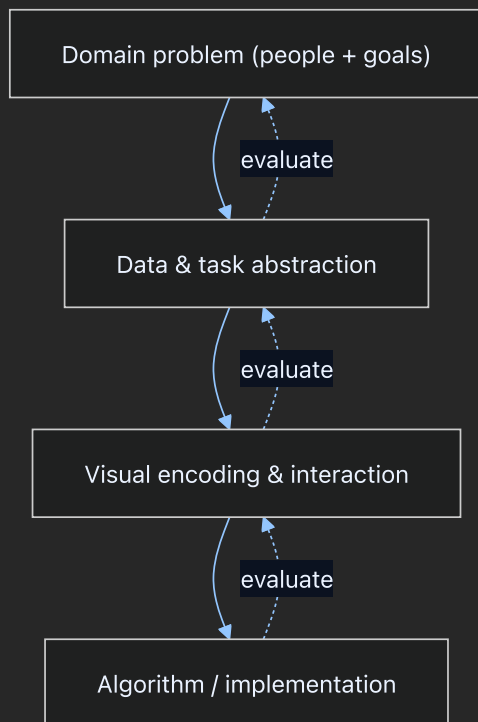 Domain problem (people + goals)
evaluate
Data & task abstraction
evaluate
Visual encoding & interaction
evaluate
Algorithm / implementation